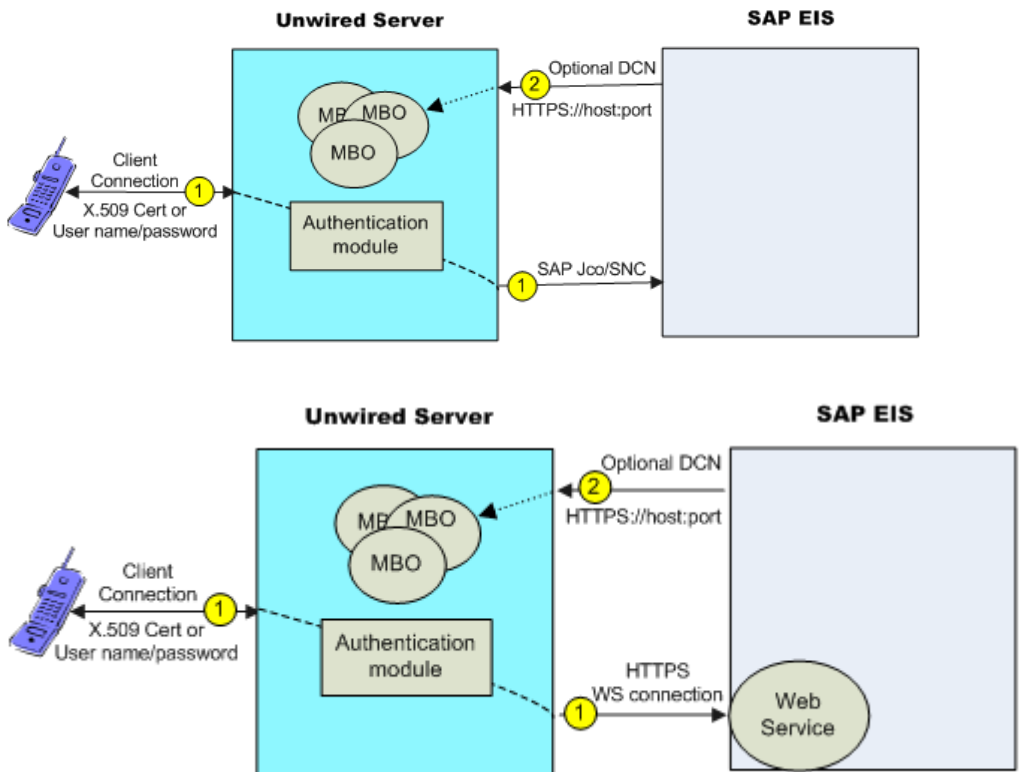 Unwired Server
SAP EIS
Optional DCN
2
HTTPS://host:port
MB
MBO
MBO
Client
Connection
1
X.509 Cert or
User name/password
Authentication
module
1
SAP Jco/SNC
Unwired Server
SAP EIS
Optional DCN
2
HTTPS://host:port
MB
MBO
MBO
Client
Connection
1
X.509 Cert or
User name/password
Authentication
module
HTTPS
WS connection
1
Web
Service